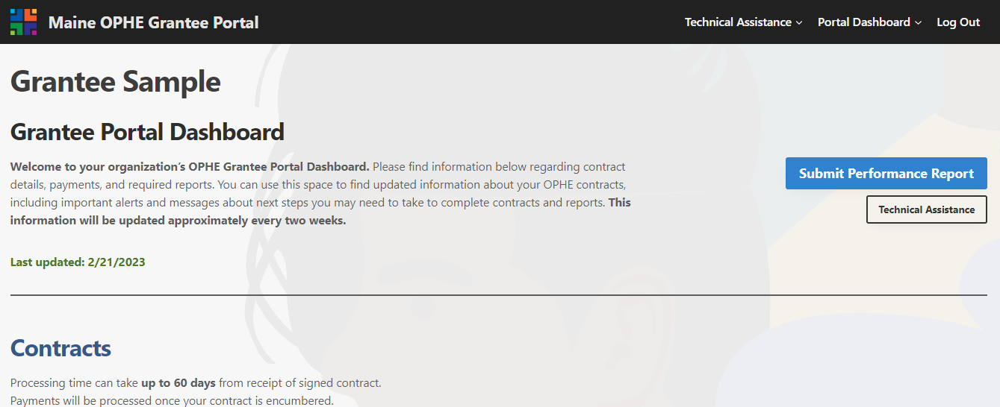 Maine OPHE Grantee Portal
Technical Assistance
Portal Dashboard
Log Out
Grantee Sample
Grantee Portal Dashboard
Welcome to your organization’s OPHE Grantee Portal Dashboard. Please find information below regarding contract
details, payments, and required reports. You can use this space to find updated information about your OPHE contracts,
including important alerts and messages about next steps you may need to take to complete contracts and reports. This
information will be updated approximately every two weeks.
Submit Performance Report
Technical Assistance
Last updated: 2/21/2023
Contracts
Processing time can take up to 60 days from receipt of signed contract.
Payments will be processed once your contract is encumbered.